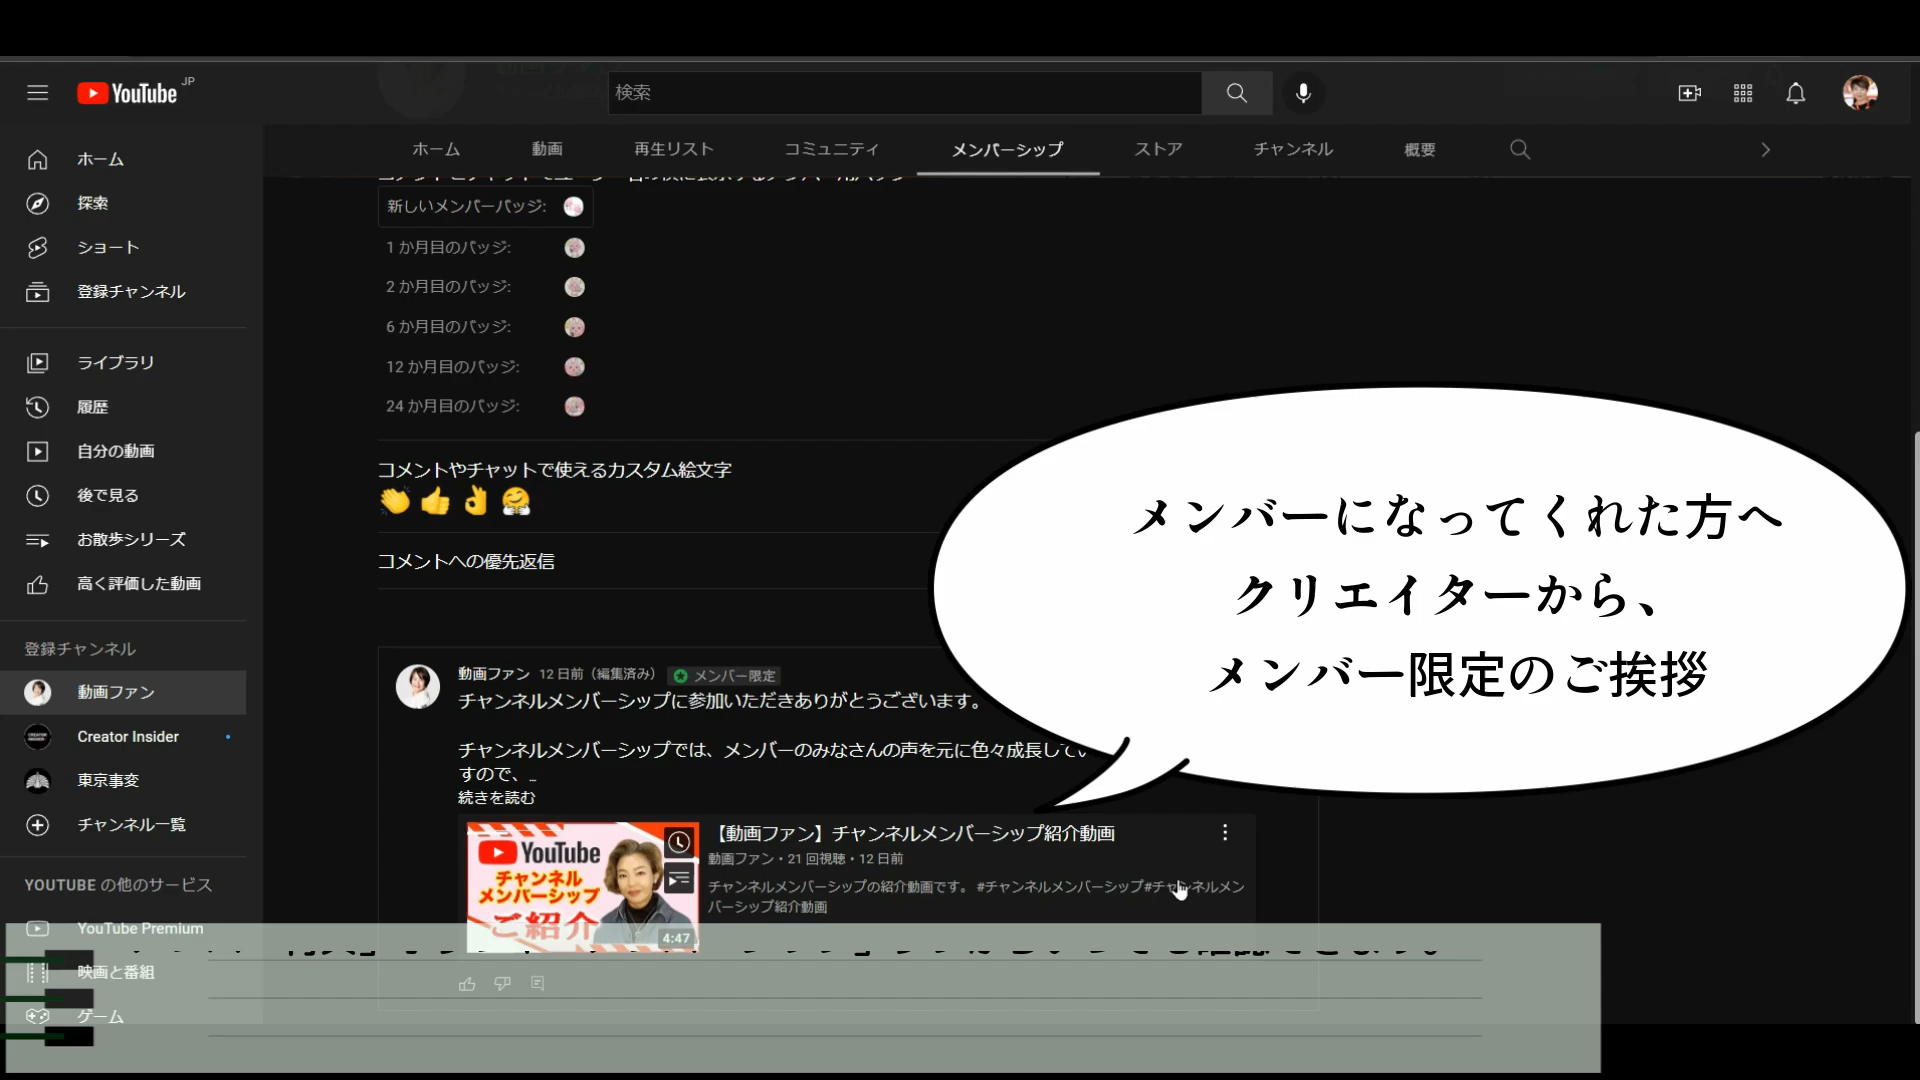 YouTube JP
検索
ホーム
探索
ショート
登録チャンネル
ライブラリ
履歴
自分の動画
後で見る
お散歩シリーズ
高く評価した動画
登録チャンネル
動画ファン
Creator Insider
東京事変
チャンネル一覧
YOUTUBE の他のサービス
YouTube Premium
映画と番組
ゲーム
ホーム 動画 再生リスト コミュニティ メンバーシップ ストア チャンネル 概要
新しいメンバーバッジ:
1 か月目のバッジ:
2 か月目のバッジ:
6 か月目のバッジ:
12 か月目のバッジ:
24 か月目のバッジ:
コメントやチャットで使えるカスタム絵文字
コメントへの優先返信
動画ファン 12 日前（編集済み） メンバー限定
チャンネルメンバーシップに参加いただきありがとうございます。
チャンネルメンバーシップでは、メンバーのみなさんの声を元に色々成長してい
すので、...
続きを読む
YouTube
チャンネル
メンバーシップ
ご紹介
4:47
【動画ファン】チャンネルメンバーシップ紹介動画
動画ファン・21 回視聴・12 日前
チャンネルメンバーシップの紹介動画です。 #チャンネルメンバーシップ#チャンネルメン
バーシップ紹介動画
メンバーになってくれた方へ
クリエイターから、
メンバー限定のご挨拶